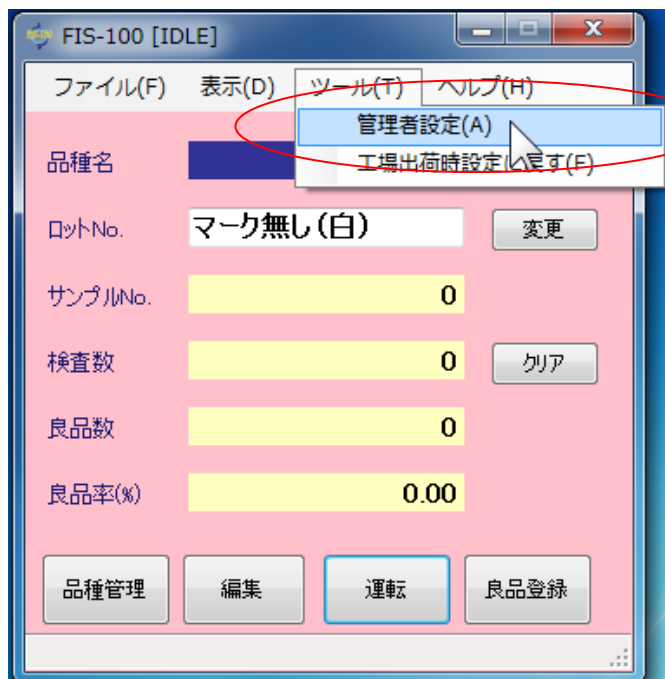 FIS-100 [IDLE]
ファイル(F) 表示(D) ツール(T) ヘルプ(H)
管理者設定(A)
工場出荷時設定に戻す(F)
品種名
ロットNo. マーク無し(白) 変更
サンプルNo. 0
検査数 0 クリア
良品数 0
良品率(%) 0.00
品種管理 編集 運転 良品登録